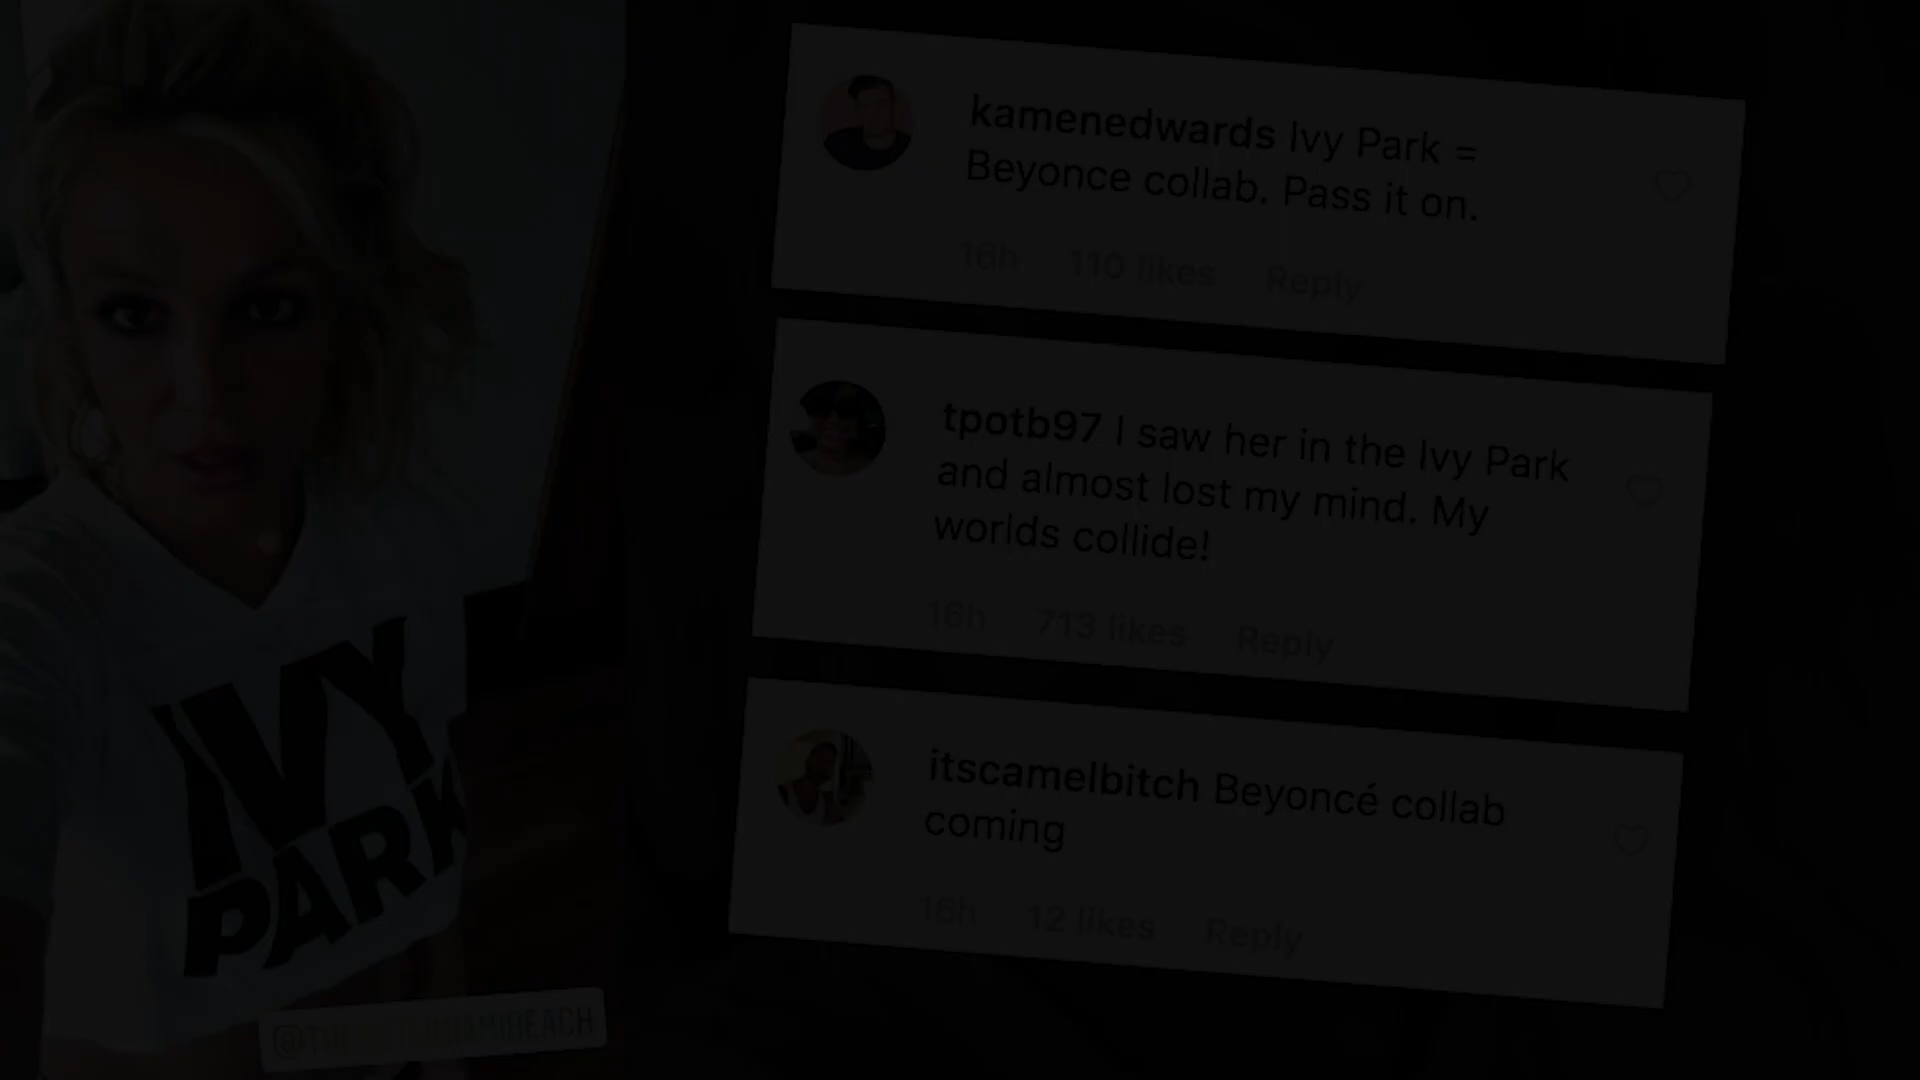 kamenedwards Ivy Park =
Beyonce collab. Pass it on.
16h 110 likes Reply
tpotb97 I saw her in the Ivy Park
and almost lost my mind. My
worlds collide!
16h 713 likes Reply
itscamelbitch Beyoncé collab
coming
16h 12 likes Reply
IVY
PARK